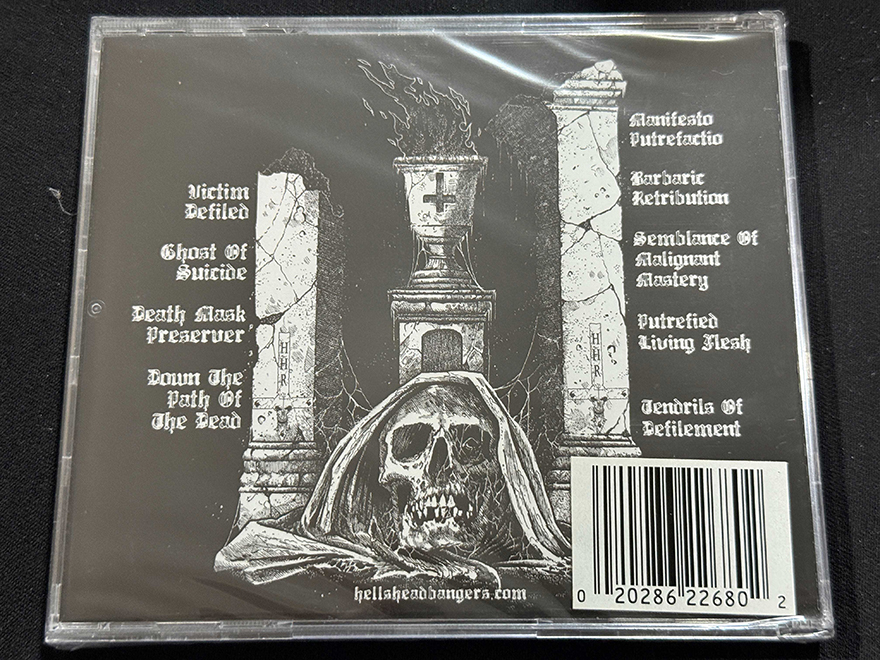 Victim
Defiled
Ghost Of
Suicide
Death Mask
Preserver
Down The
Path Of
The Dead
Manifesto
Putrefactio
Barbaric
Retribution
Semblance Of
Malignant
Mastery
Putrefied
Living Flesh
Tendrils Of
Defilement
HHR
HHR
hellsheadbangers.com
0 20286 22680 2